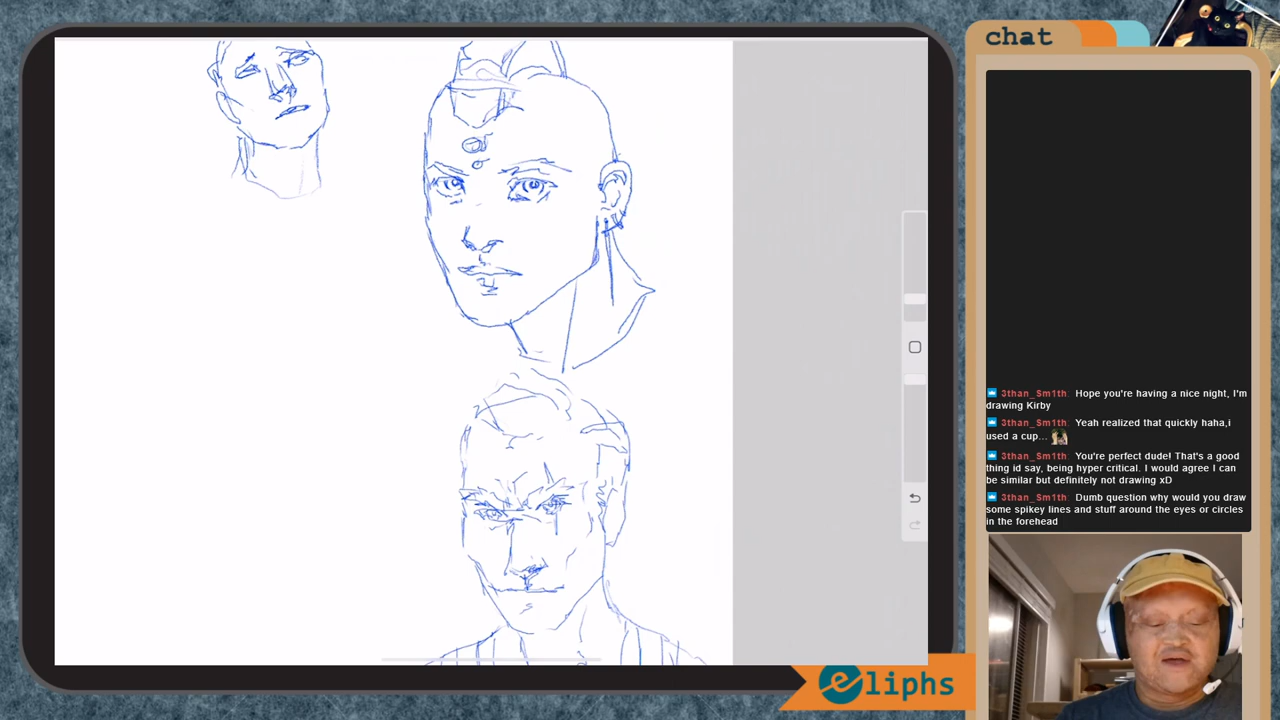 chat
3than_Sm1th: Hope you're having a nice night, I'm
drawing Kirby
3than_Sm1th: Yeah realized that quickly haha,i
used a cup...
3than_Sm1th: You're perfect dude! That's a good
thing id say, being hyper critical. I would agree I can
be similar but definitely not drawing xD
3than_Sm1th: Dumb question why would you draw
some spikey lines and stuff around the eyes or circles
in the forehead
eliphs